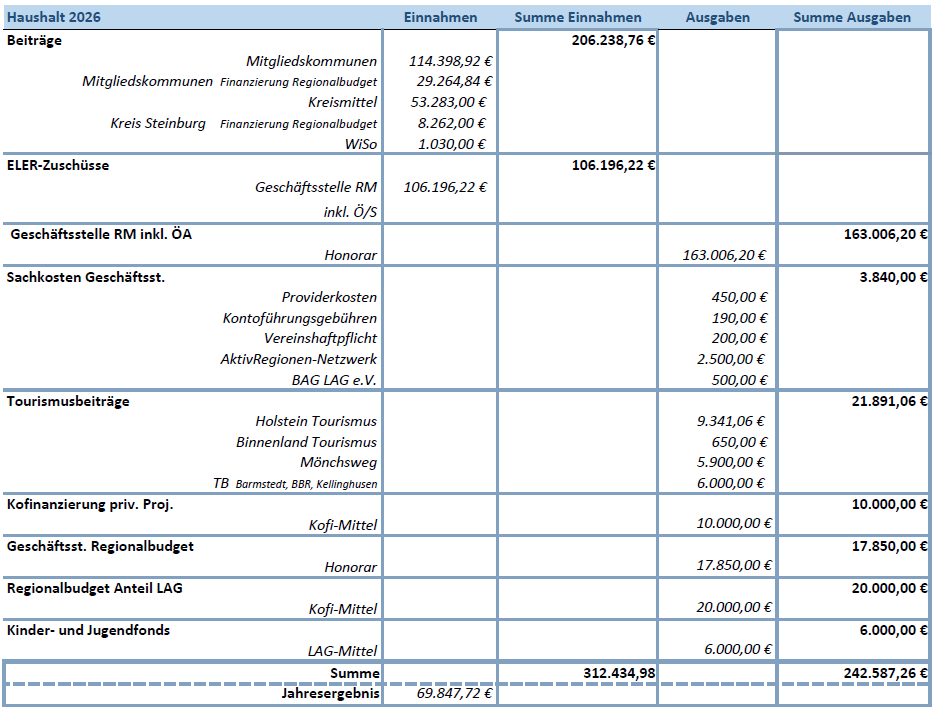 Haushalt 2026 Einnahmen Summe Einnahmen Ausgaben Summe Ausgaben
Beiträge 206.238,76 €
Mitgliedskommunen 114.398,92 €
Mitgliedskommunen Finanzierung Regionalbudget 29.264,84 €
Kreismittel 53.283,00 €
Kreis Steinburg Finanzierung Regionalbudget 8.262,00 €
WiSo 1.030,00 €
ELER-Zuschüsse 106.196,22 €
Geschäftsstelle RM 106.196,22 €
inkl. Ö/S
Geschäftsstelle RM inkl. ÖA 163.006,20 €
Honorar 163.006,20 €
Sachkosten Geschäftsst. 3.840,00 €
Providerkosten 450,00 €
Kontoführungsgebühren 190,00 €
Vereinshaftpflicht 200,00 €
AktivRegionen-Netzwerk 2.500,00 €
BAG LAG e.V. 500,00 €
Tourismusbeiträge 21.891,06 €
Holstein Tourismus 9.341,06 €
Binnenland Tourismus 650,00 €
Mönchsweg 5.900,00 €
TB Barmstedt, BBR, Kellinghusen 6.000,00 €
Kofinanzierung priv. Proj. 10.000,00 €
Kofi-Mittel 10.000,00 €
Geschäftsst. Regionalbudget 17.850,00 €
Honorar 17.850,00 €
Regionalbudget Anteil LAG 20.000,00 €
Kofi-Mittel 20.000,00 €
Kinder- und Jugendfonds 6.000,00 €
LAG-Mittel 6.000,00 €
Summe 312.434,98 242.587,26 €
Jahresergebnis 69.847,72 €